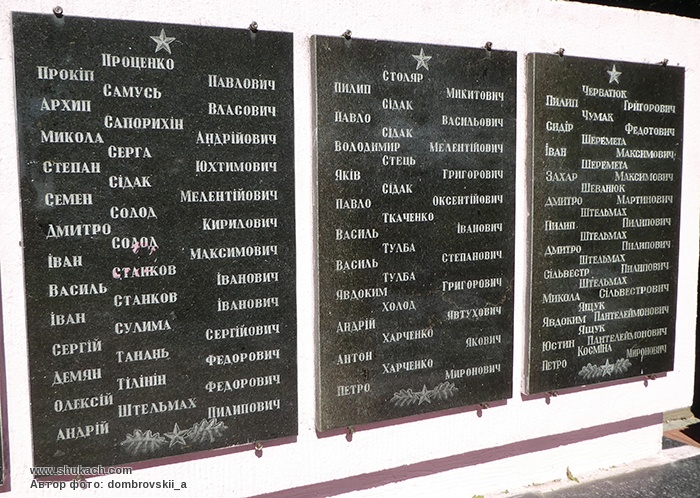 Проценко
Прокіп Павлович
Самусь
Архип Власович
Сапорихін
Микола Андрійович
Серга
Степан Юхтимович
Сідак
Семен Мелентійович
Солод
Дмитро Кирилович
Солод
Іван Максимович
Станков
Василь Іванович
Станков
Іван Іванович
Сулима
Сергій Сергійович
Танань
Демян Федорович
Тілінін
Олексій Федорович
Штельмах
Андрій Пилипович
Столяр
Пилип Микитович
Сідак
Павло Васильович
Сідак
Володимир Мелентійович
Стець
Яків Григорович
Сідак
Павло Оксентійович
Ткаченко
Василь Іванович
Тулба
Василь Степанович
Тулба
Явдоким Григорович
Холод
Андрій Явтухович
Харченко
Антон Якович
Харченко
Петро Миронович
Черватюк
Пилип Григорович
Чумак
Сидір Федотович
Шеремета
Іван Максимович
Шеремета
Захар Максимович
Шеванюк
Дмитро Мартинович
Штельмах
Пилип Пилипович
Штельмах
Дмитро Пилипович
Штельмах
Сільвестр Пилипович
Штельмах
Микола Сільвестрович
Ящук
Явдоким Пантелеймонович
Ящук
Юстин Пантелеймонович
Космина
Петро Миронович
www.shukach.com
Автор фото: dombrovskii_a